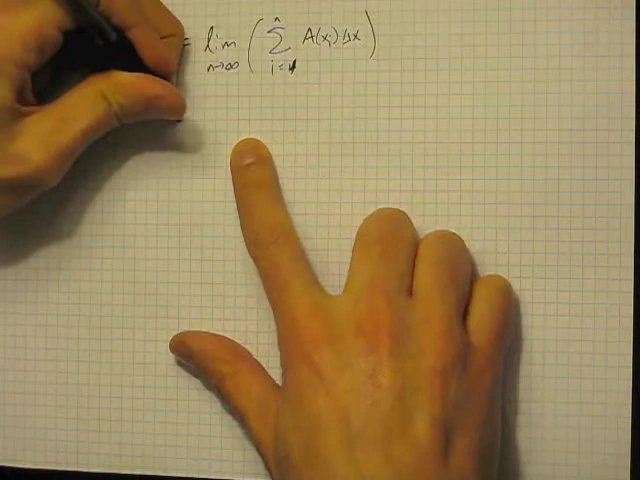 = lim n→∞ ( n Σ i=1 A(xᵢ) Δx )